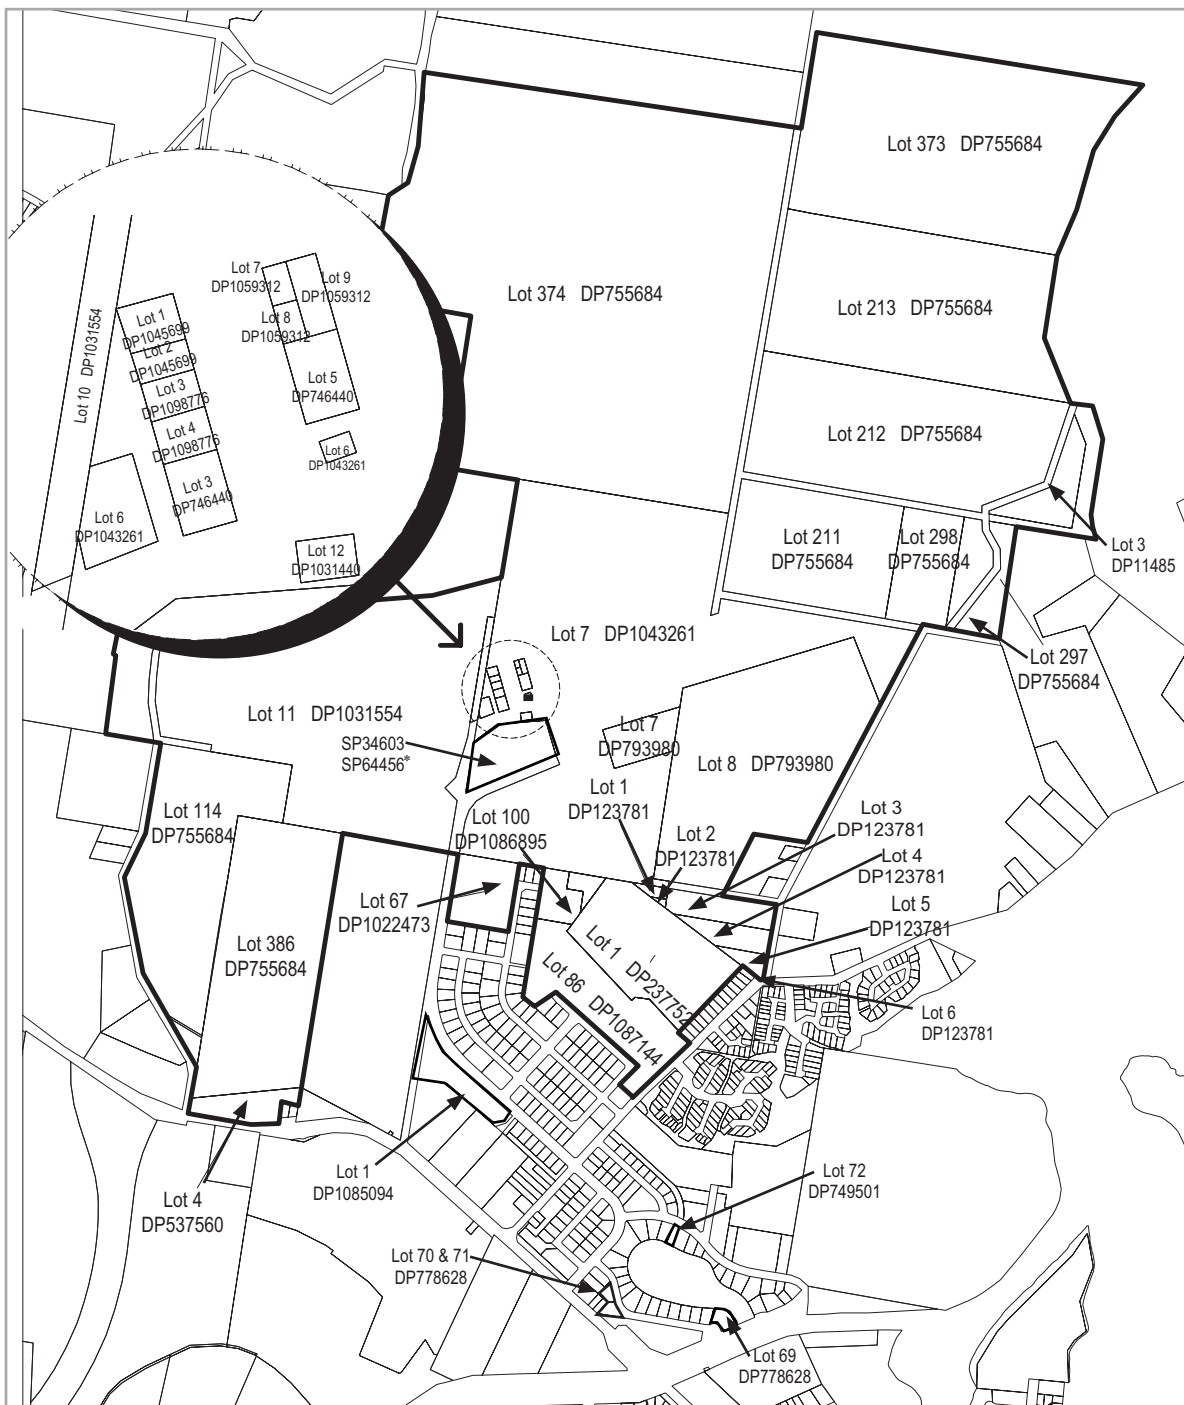 Lot 373 DP755684
Lot 374 DP755684
Lot 213 DP755684
Lot 212 DP755684
Lot 211
DP755684
Lot 298
DP755684
Lot 3
DP11485
Lot 297
DP755684
Lot 7
DP1059312
Lot 9
DP1059312
Lot 8
DP1059312
Lot 5
DP746440
Lot 6
DP1043261
Lot 1
DP1045699
Lot 2
DP1045699
Lot 3
DP1098776
Lot 4
DP1098776
Lot 3
DP746440
Lot 10 DP1031554
Lot 6
DP1043261
Lot 12
DP1031440
Lot 7 DP1043261
Lot 11 DP1031554
SP34603
SP64456*
Lot 7
DP793980
Lot 8 DP793980
Lot 1
DP123781
Lot 2
DP123781
Lot 3
DP123781
Lot 4
DP123781
Lot 5
DP123781
Lot 6
DP123781
Lot 114
DP755684
Lot 100
DP1086895
Lot 67
DP1022473
Lot 386
DP755684
Lot 1 DP237752
Lot 86 DP1087144
Lot 1
DP1085094
Lot 4
DP537560
Lot 72
DP749501
Lot 70 & 71
DP778628
Lot 69
DP778628